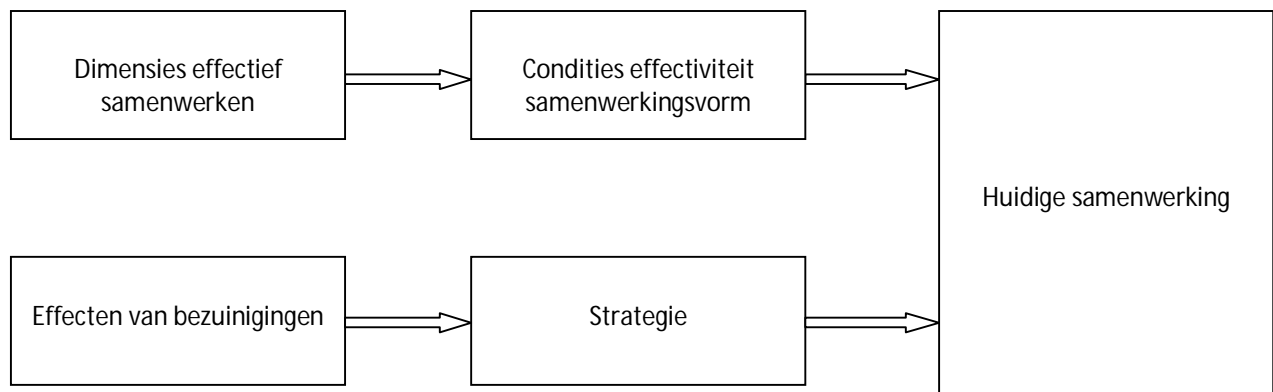 Dimensies effectief
samenwerken
Condities effectiviteit
samenwerkingsvorm
Huidige samenwerking
Effecten van bezuinigingen
Strategie